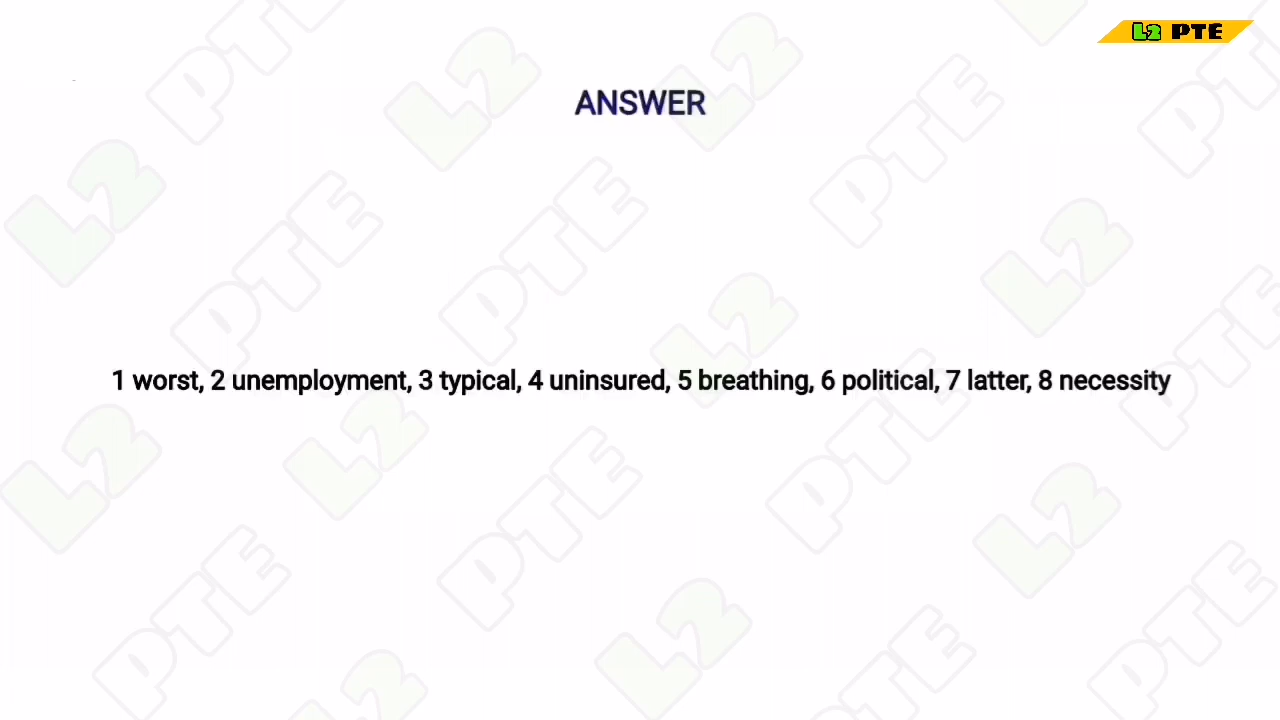 L2 PTE
ANSWER
1 worst, 2 unemployment, 3 typical, 4 uninsured, 5 breathing, 6 political, 7 latter, 8 necessity